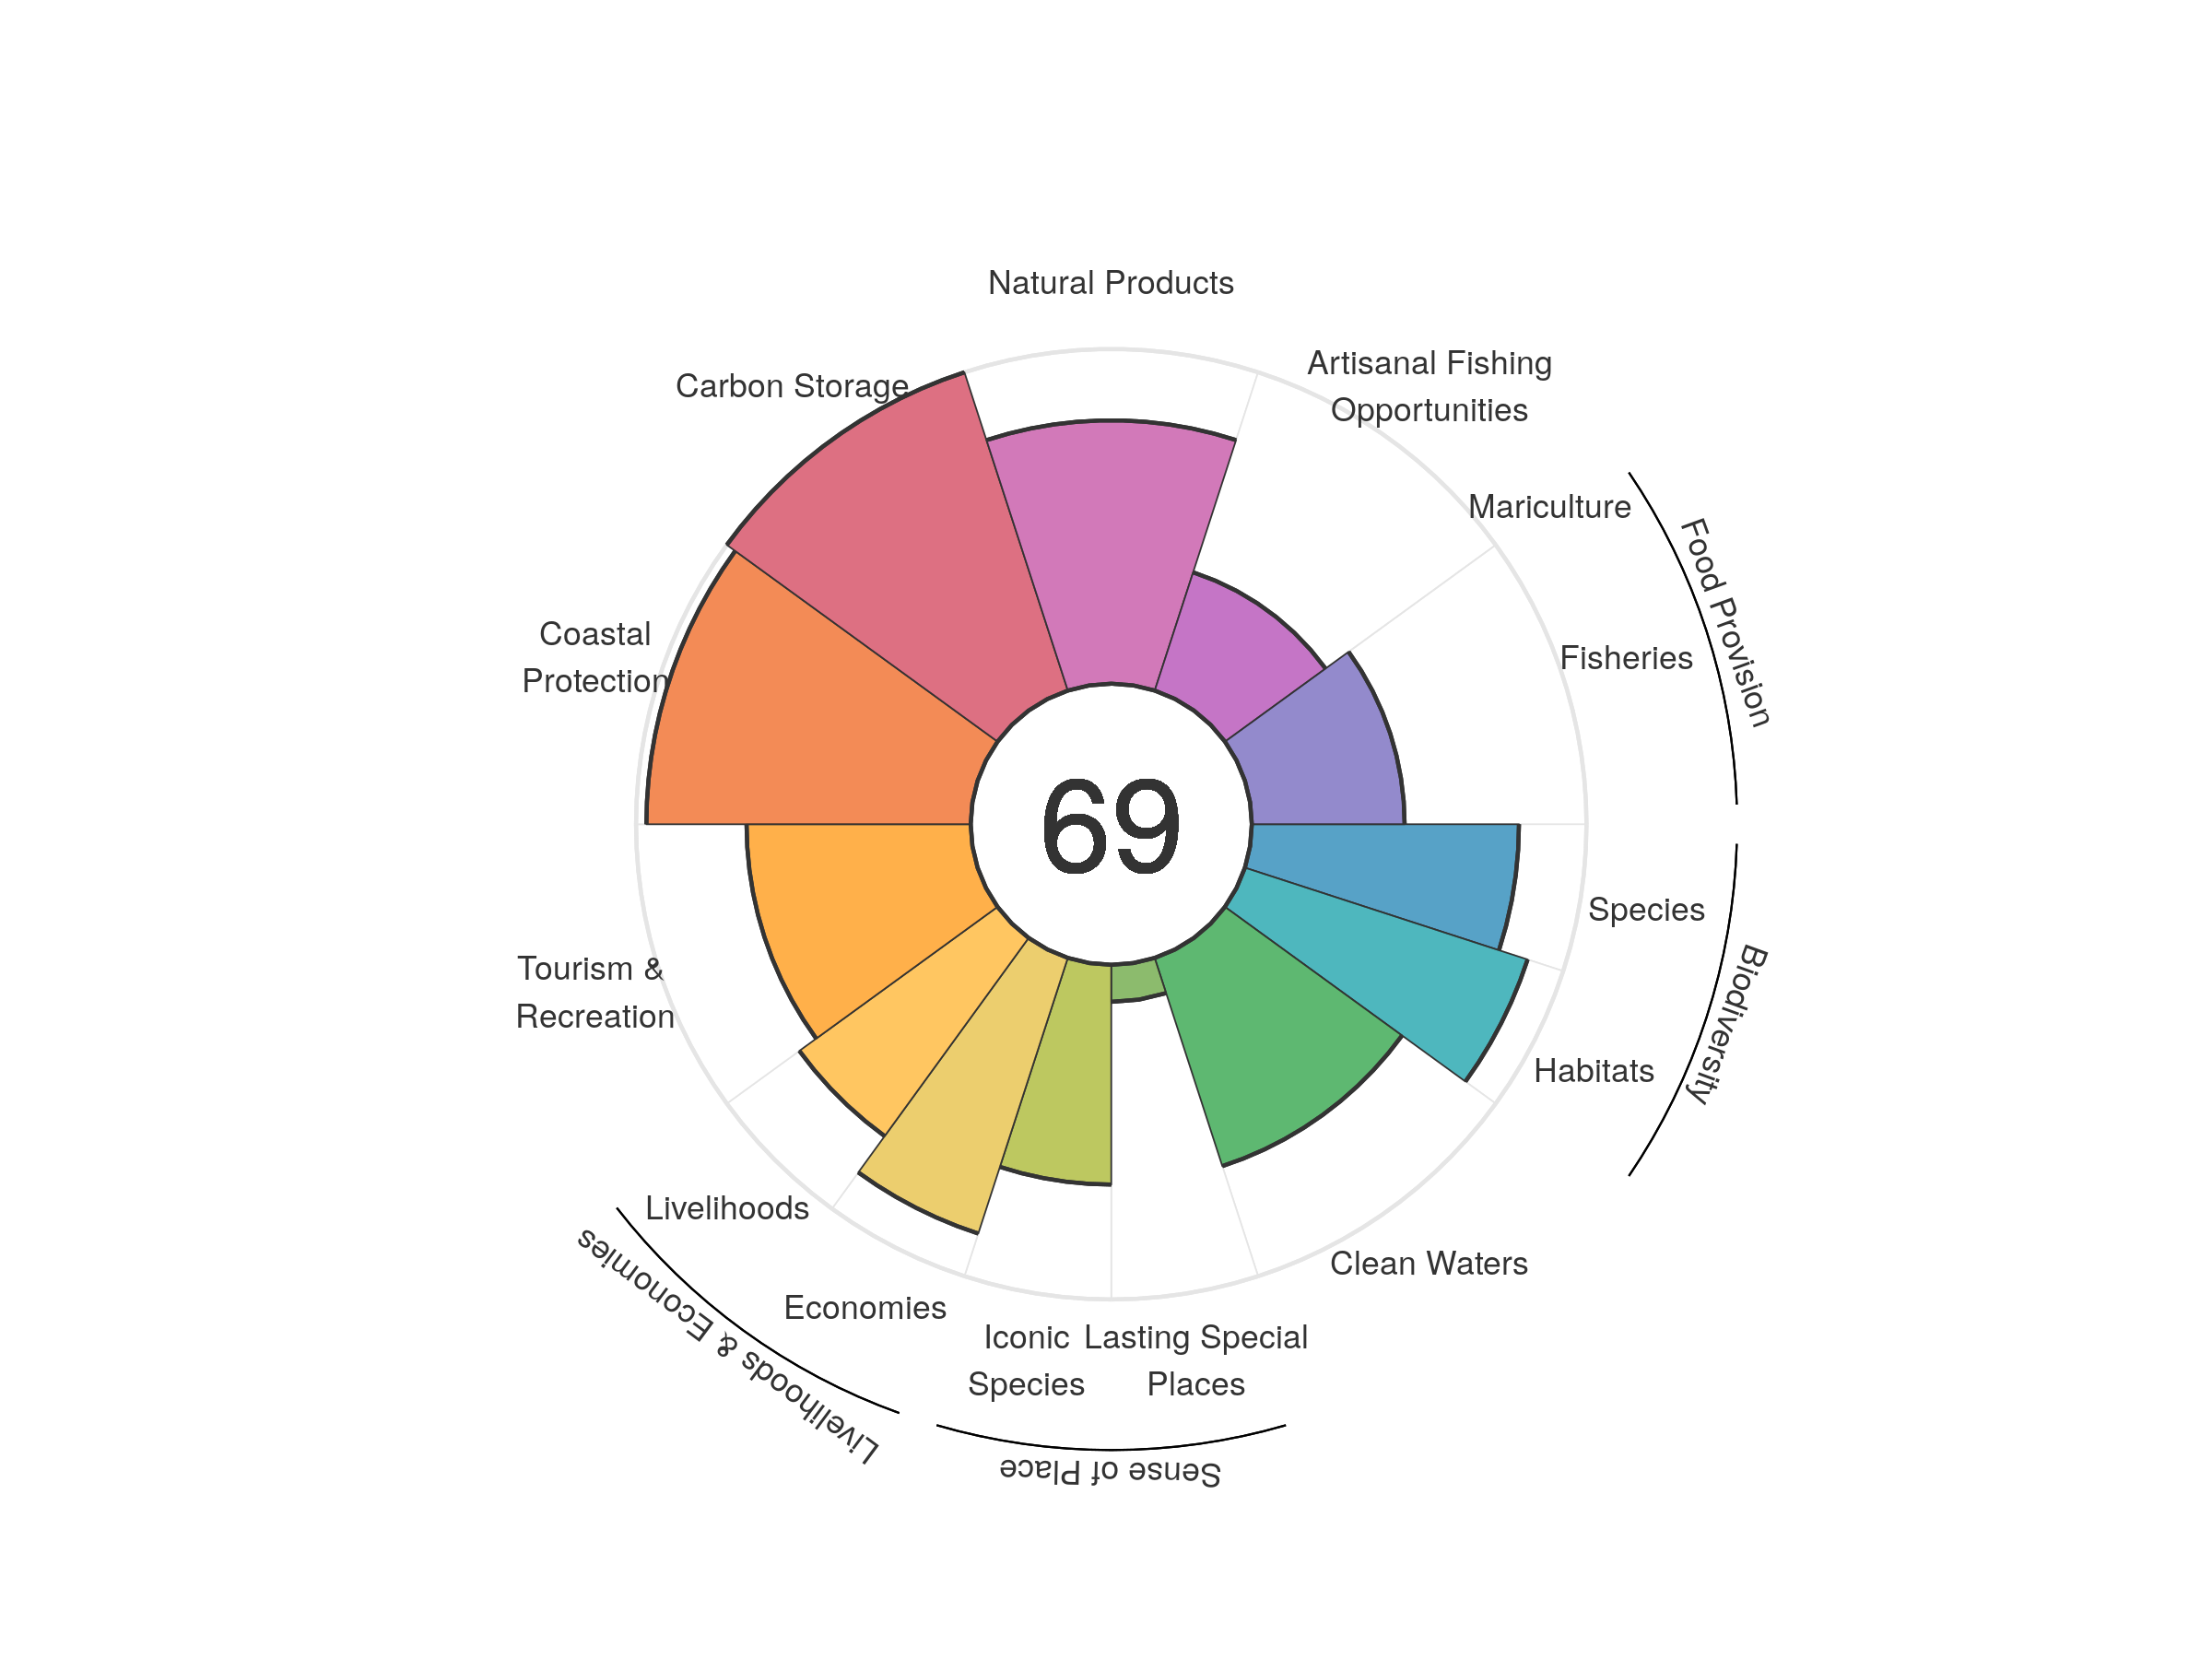 Natural Products
Artisanal Fishing
Opportunities
Carbon Storage
Mariculture
Food Provision
Coastal
Protection
Fisheries
69
Species
Biodiversity
Tourism &
Recreation
Habitats
Livelihoods
Clean Waters
Livelihoods & Economies
Economies
Iconic
Species
Lasting Special
Places
Sense of Place